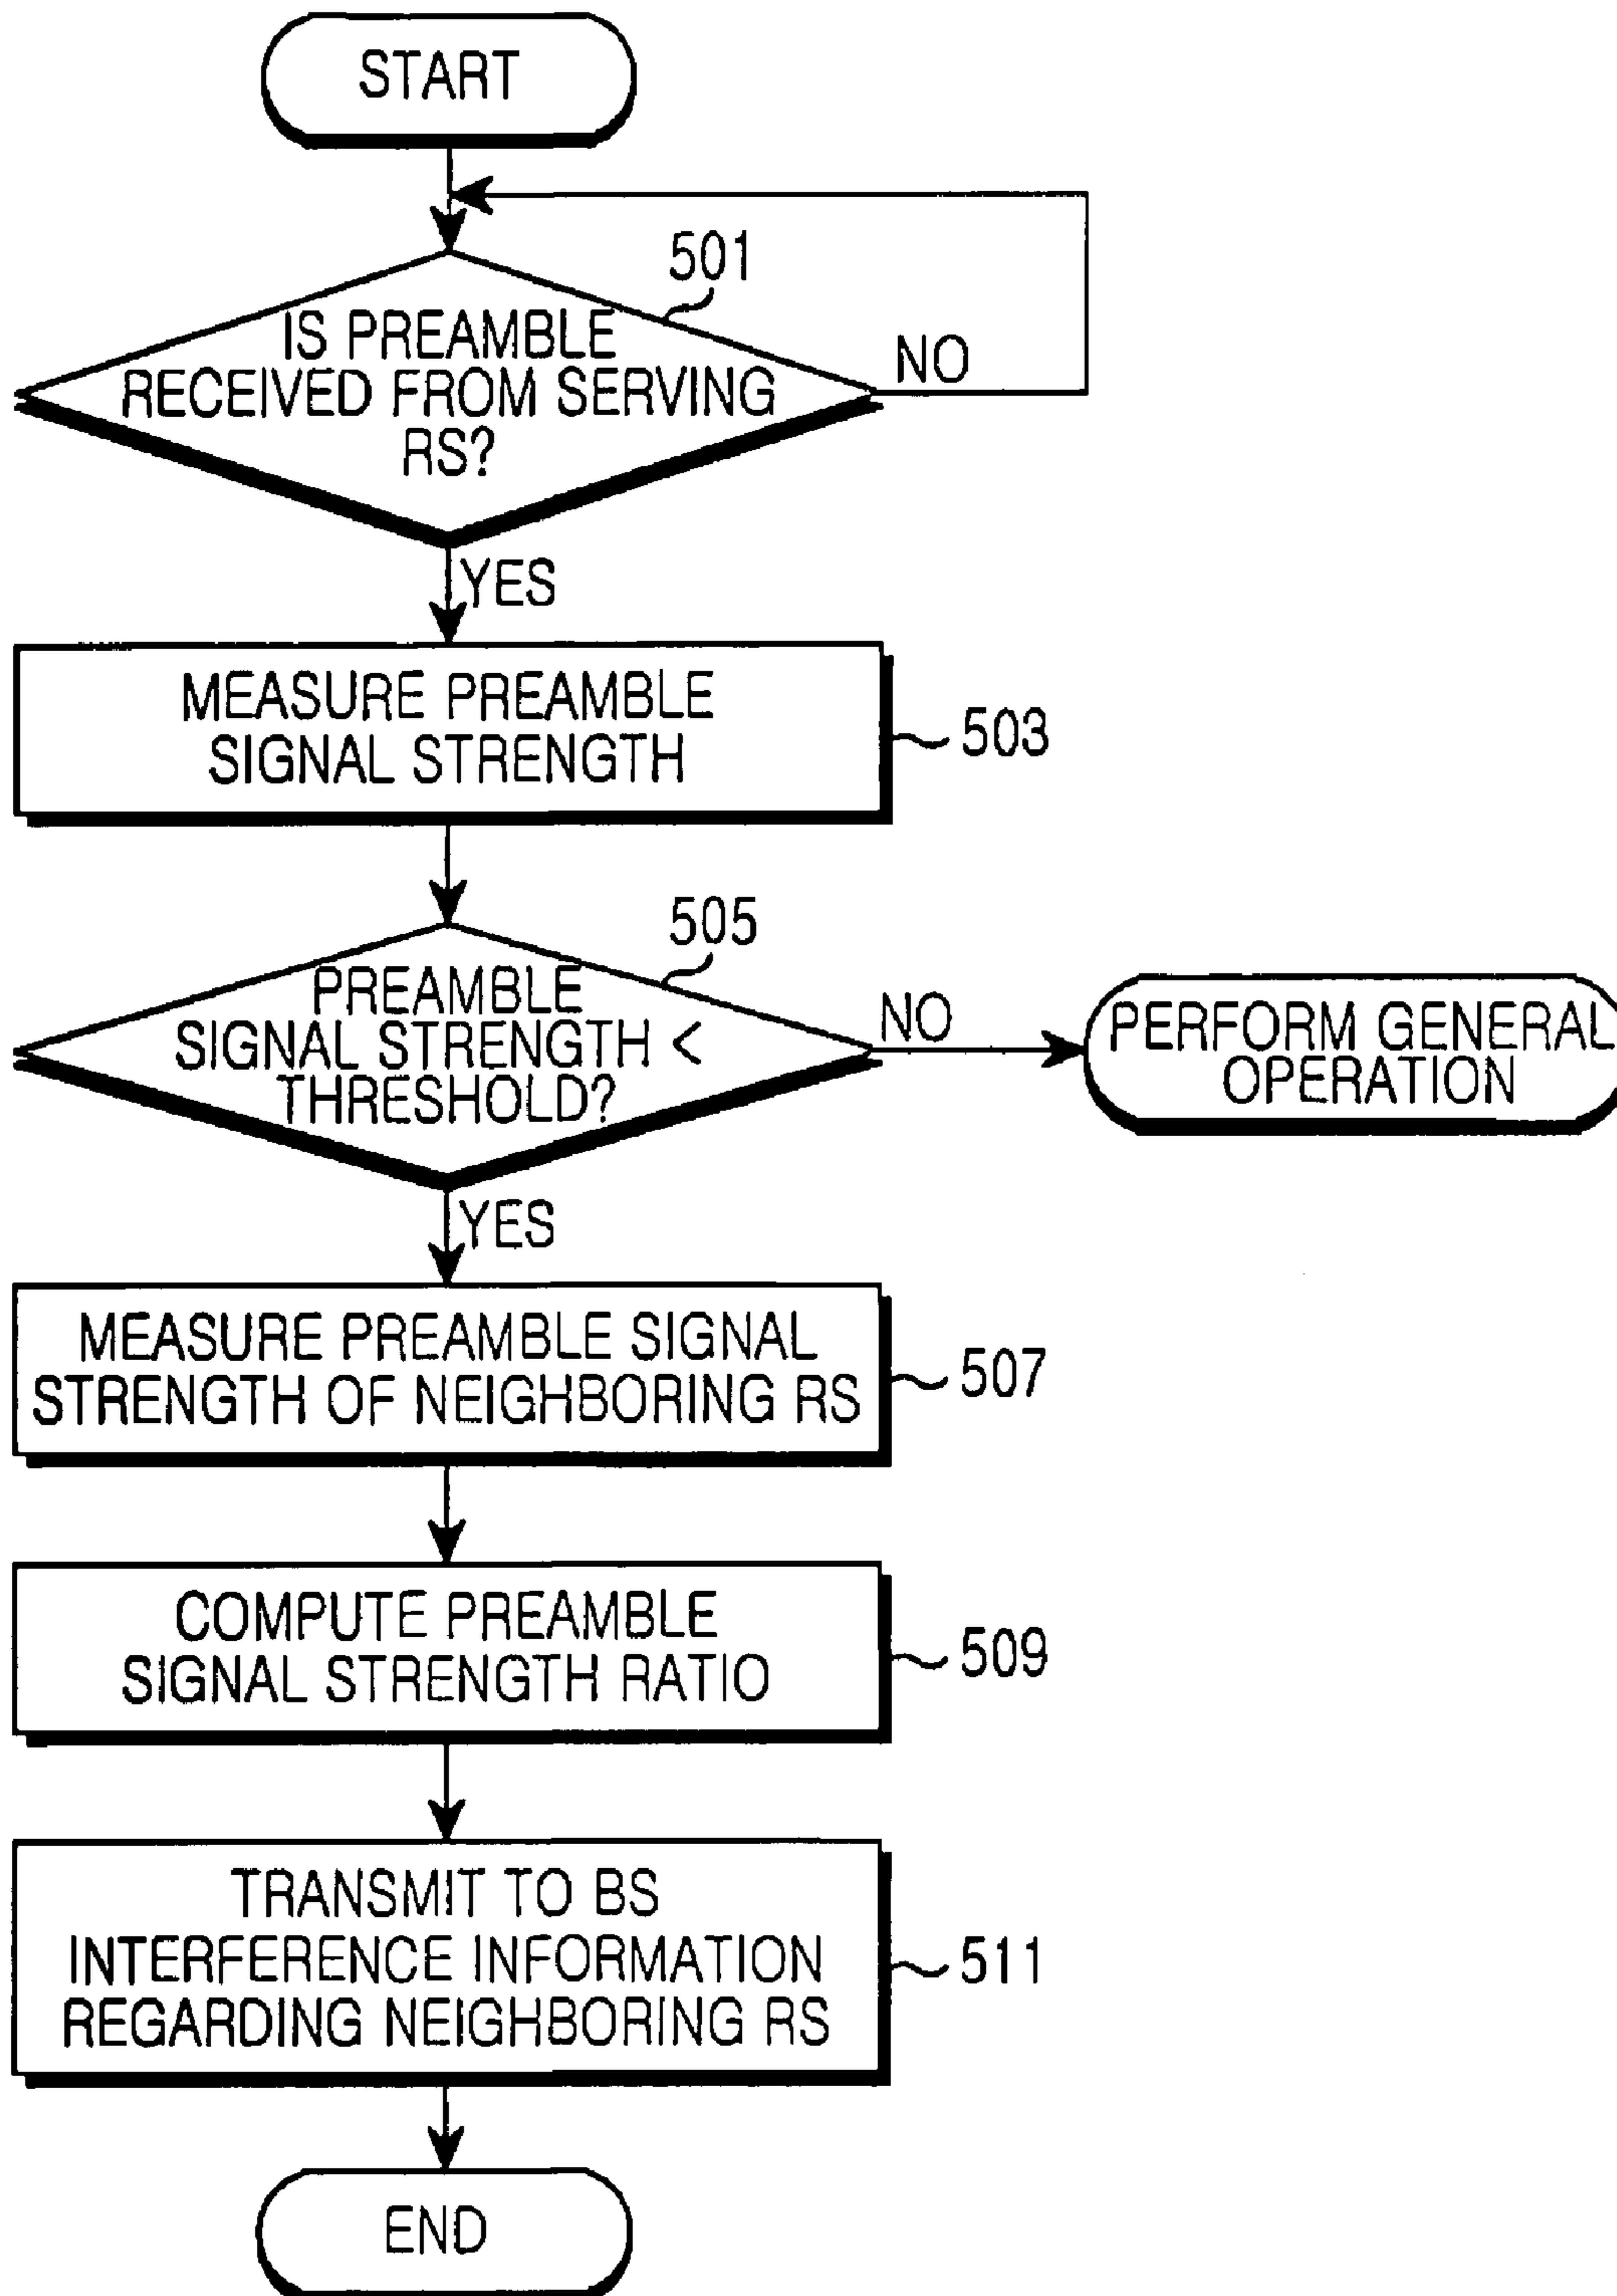 START
501
IS PREAMBLE
RECEIVED FROM SERVING
RS?
NO
YES
MEASURE PREAMBLE
SIGNAL STRENGTH
503
505
PREAMBLE
SIGNAL STRENGTH <
THRESHOLD?
NO
PERFORM GENERAL
OPERATION
YES
MEASURE PREAMBLE SIGNAL
STRENGTH OF NEIGHBORING RS
507
COMPUTE PREAMBLE
SIGNAL STRENGTH RATIO
509
TRANSMIT TO BS
INTERFERENCE INFORMATION
REGARDING NEIGHBORING RS
511
END